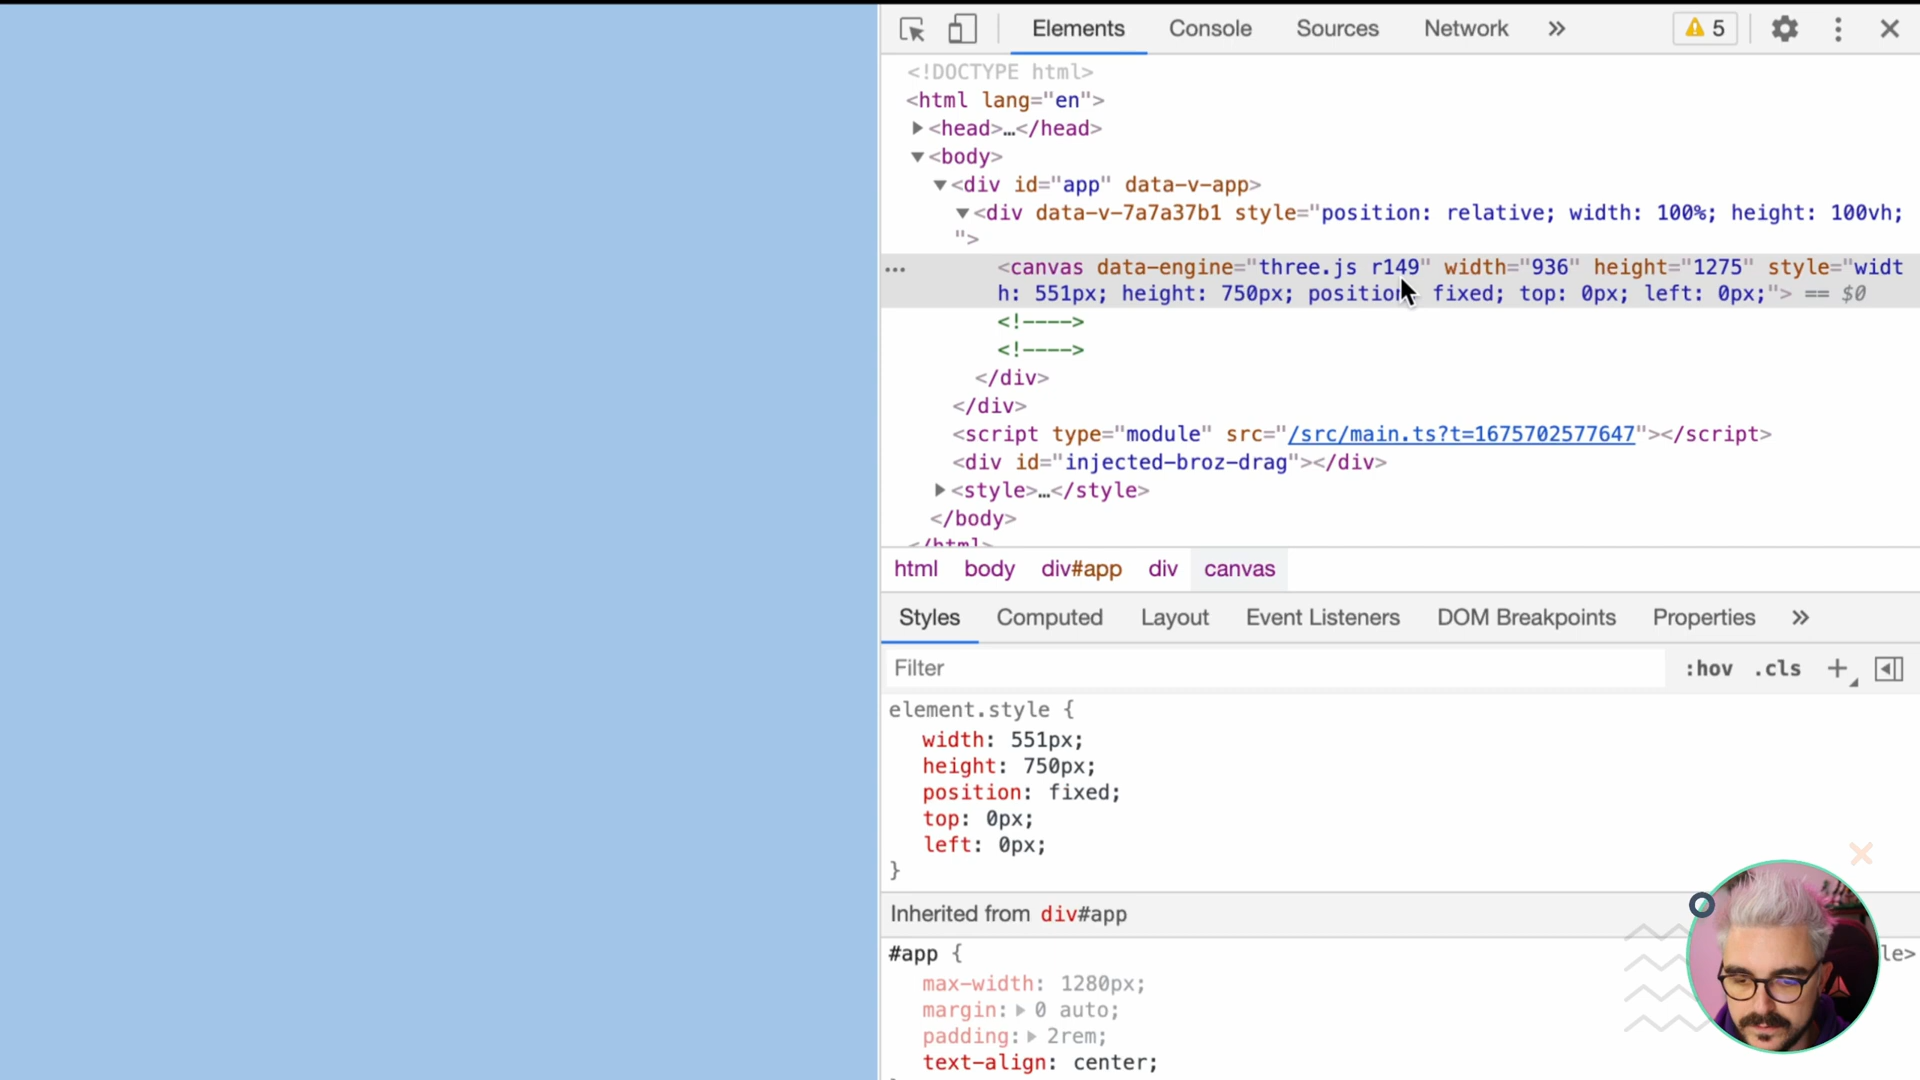 Elements Console Sources Network » 5
<!DOCTYPE html>
<html lang="en">
<head>…</head>
<body>
<div id="app" data-v-app>
<div data-v-7a7a37b1 style="position: relative; width: 100%; height: 100vh;
">
<canvas data-engine="three.js r149" width="936" height="1275" style="widt
h: 551px; height: 750px; position: fixed; top: 0px; left: 0px;"> == $0
<!---->
<!---->
</div>
</div>
<script type="module" src="/src/main.ts?t=1675702577647"></script>
<div id="injected-broz-drag"></div>
<style>…</style>
</body>
</html>
html body div#app div canvas
Styles Computed Layout Event Listeners DOM Breakpoints Properties »
Filter :hov .cls +
element.style {
width: 551px;
height: 750px;
position: fixed;
top: 0px;
left: 0px;
}
Inherited from div#app
#app { le>
max-width: 1280px;
margin: 0 auto;
padding: 2rem;
text-align: center;